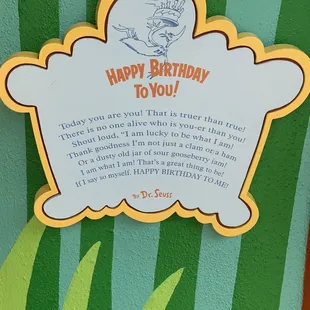 HAPPY BIRTHDAY
TO YOU!
Today you are you! That is truer than true!
There is no one alive who is you-er than you!
Shout loud, "I am lucky to be what I am!
Thank goodness I'm not just a clam or a ham
Or a dusty old jar of sour gooseberry jam!
I am what I am! That's a great thing to be!
If I say so myself, HAPPY BIRTHDAY TO ME!
BY Dr. Seuss